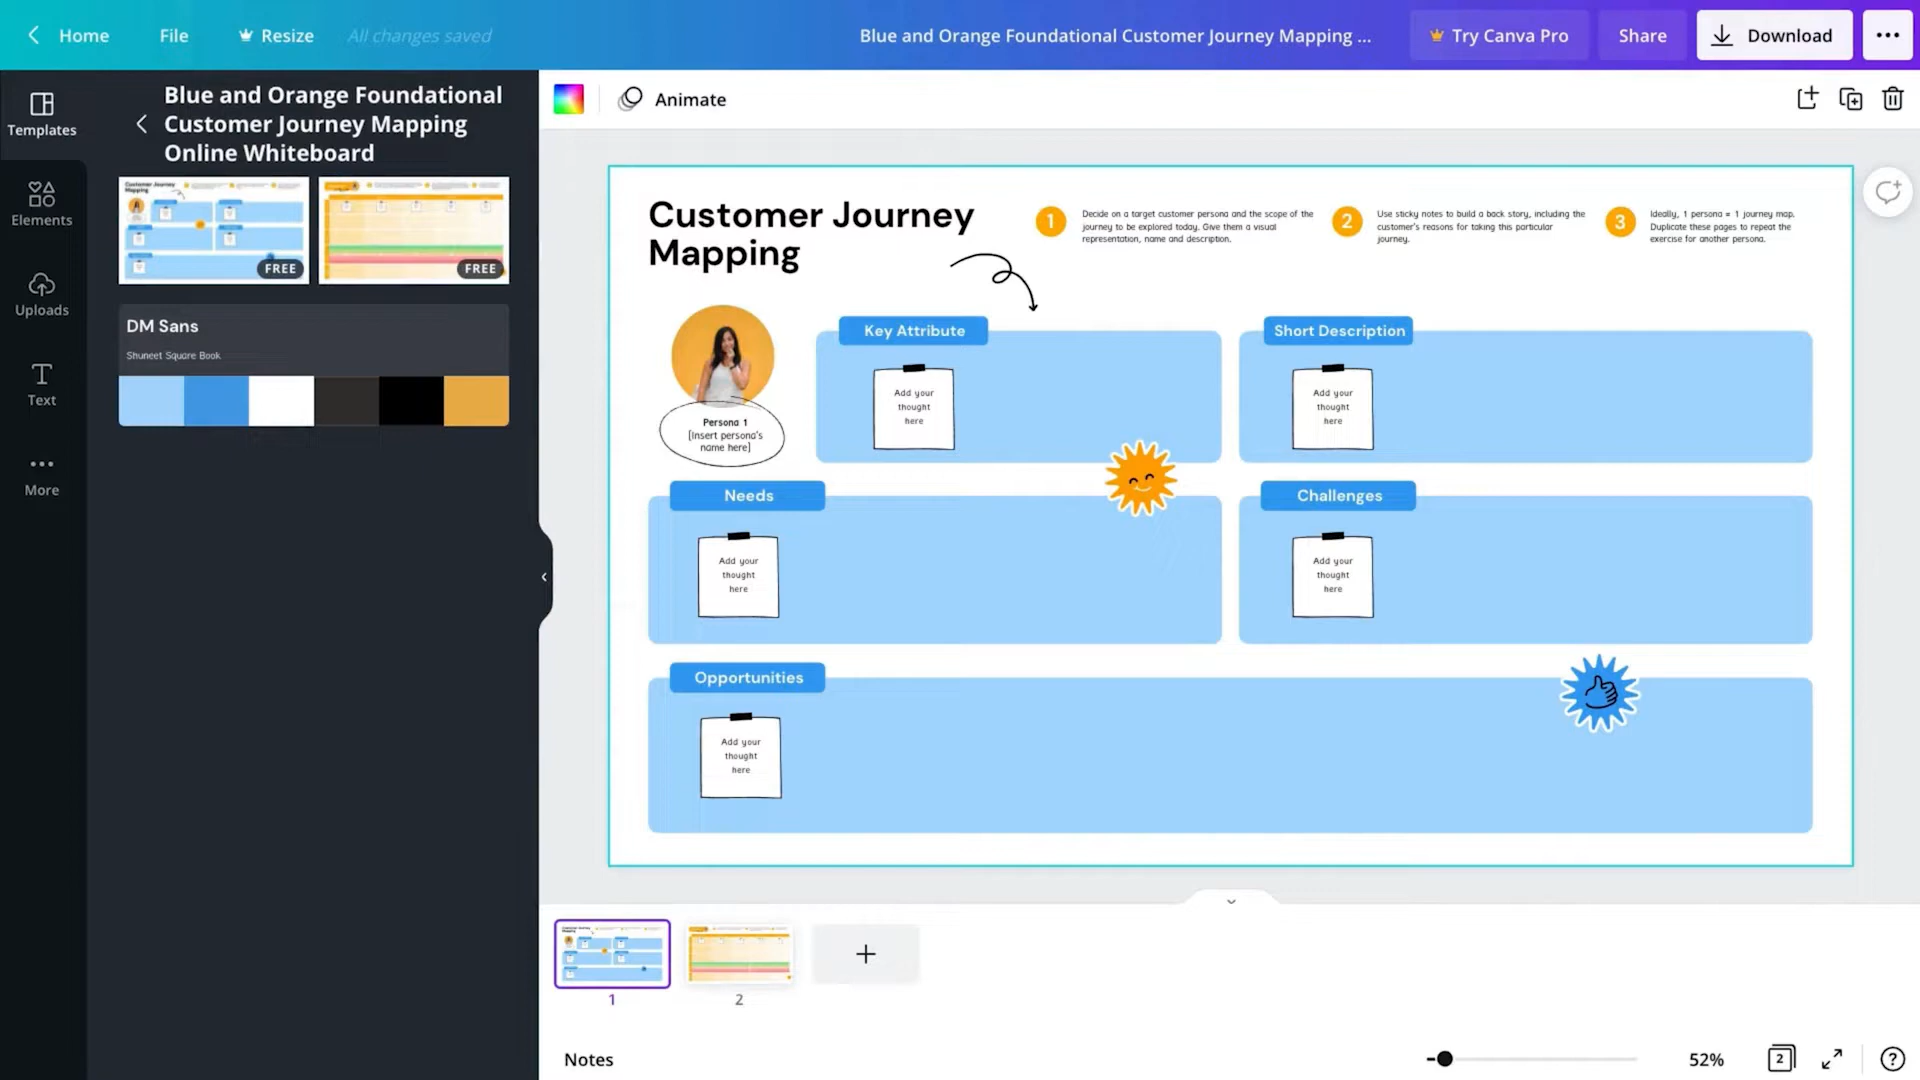 Home
File
Resize
All changes saved
Blue and Orange Foundational Customer Journey Mapping ...
Try Canva Pro
Share
Download
Templates
Elements
Uploads
Text
More
Blue and Orange Foundational
Customer Journey Mapping
Online Whiteboard
FREE
FREE
DM Sans
Shuneet Square Book
Animate
Customer Journey
Mapping
1
Decide on a target customer persona and the scope of the
journey to be explored today. Give them a visual
representation, name and description.
2
Use sticky notes to build a back story, including the
customer's reasons for taking this particular
journey.
3
Ideally, 1 persona = 1 journey map.
Duplicate these pages to repeat the
exercise for another persona.
Persona 1
[Insert persona's
name here]
Key Attribute
Add your
thought
here
Short Description
Add your
thought
here
Needs
Add your
thought
here
Challenges
Add your
thought
here
Opportunities
Add your
thought
here
1
2
Notes
52%
2
?